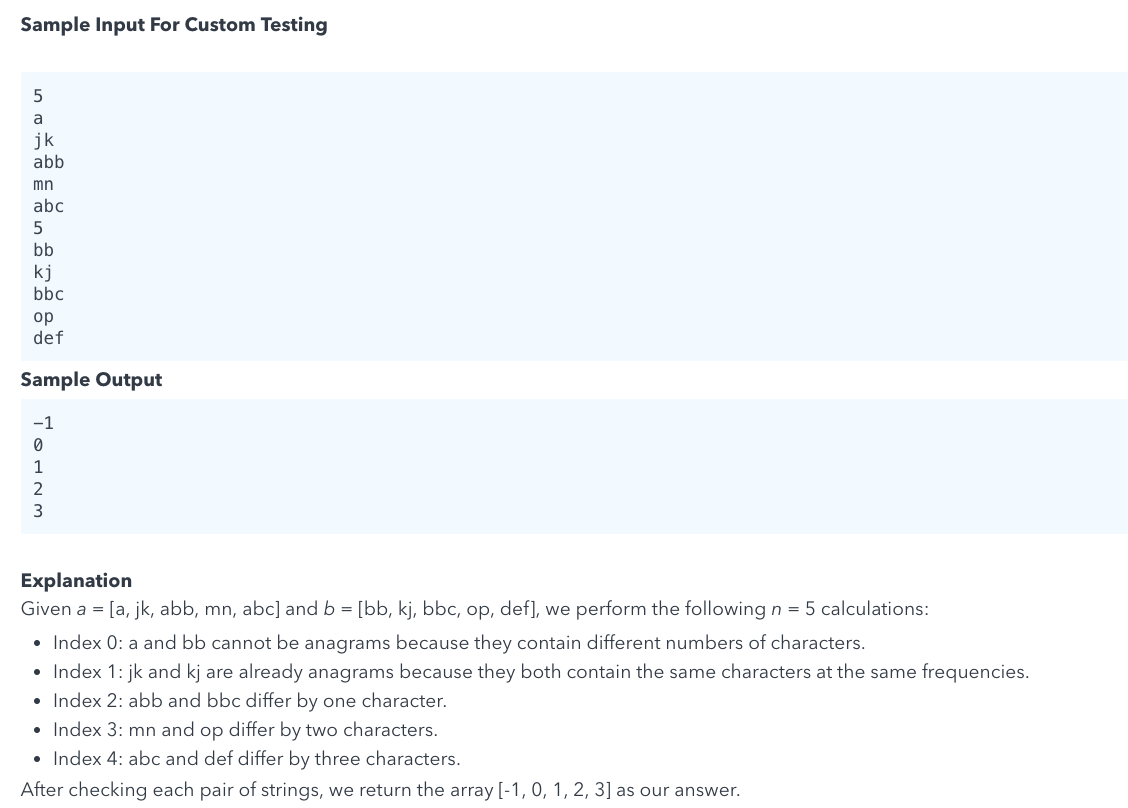 Sample Input For Custom Testing
5
a
jk
abb
mn
abc
5
bb
kj
bbc
op
def
Sample Output
-1
0
1
2
3
Explanation
Given a = [a, jk, abb, mn, abc] and b = [bb, kj, bbc, op, def], we perform the following n = 5 calculations:
• Index 0: a and bb cannot be anagrams because they contain different numbers of characters.
• Index 1: jk and kj are already anagrams because they both contain the same characters at the same frequencies.
• Index 2: abb and bbc differ by one character.
• Index 3: mn and op differ by two characters.
• Index 4: abc and def differ by three characters.
After checking each pair of strings, we return the array [-1, 0, 1, 2, 3] as our answer.